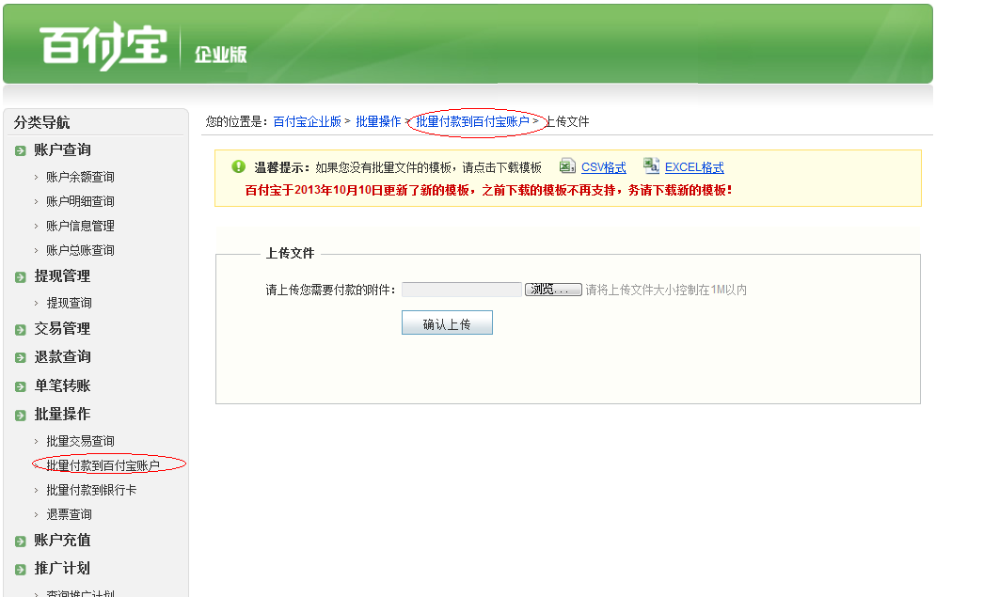 百付宝 企业版
分类导航
账户查询
账户余额查询
账户明细查询
账户信息管理
账户总账查询
提现管理
提现查询
交易管理
退款查询
单笔转账
批量操作
批量交易查询
批量付款到百付宝账户
批量付款到银行卡
退票查询
账户充值
推广计划
查询推广计划
您的位置是：百付宝企业版 > 批量操作 > 批量付款到百付宝账户 > 上传文件
温馨提示：如果您没有批量文件的模板，请点击下载模板 CSV格式 EXCEL格式
百付宝于2013年10月10日更新了新的模板，之前下载的模板不再支持，务请下载新的模板！
上传文件
请上传您需要付款的附件： 浏览... 请将上传文件大小控制在1M以内
确认上传